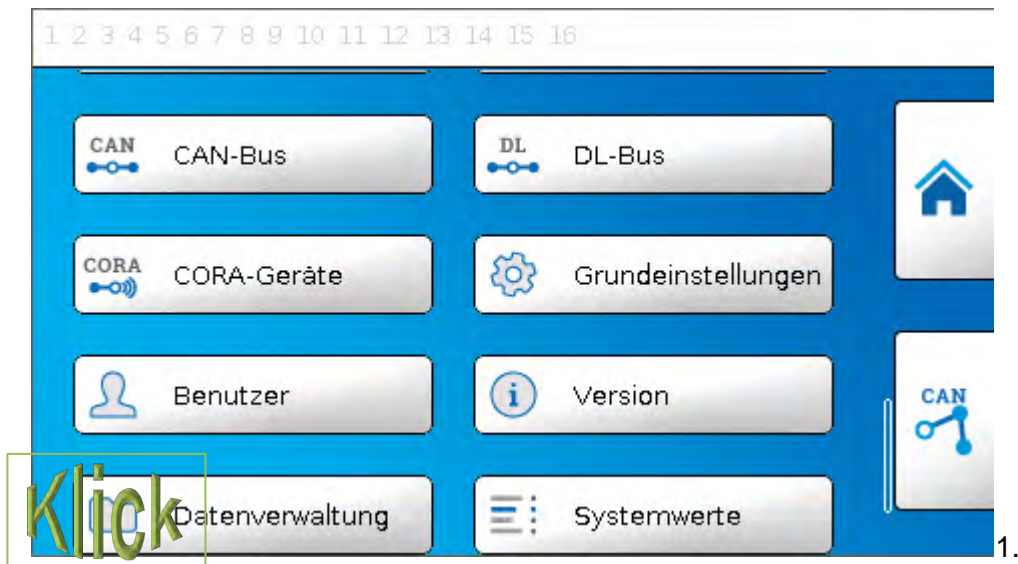 1 2 3 4 5 6 7 8 9 10 11 12 13 14 15 16
CAN CAN-Bus
DL DL-Bus
CORA CORA-Geräte
Grundeinstellungen
Benutzer
i Version
CAN
Klick
Datenverwaltung
Systemwerte
1.